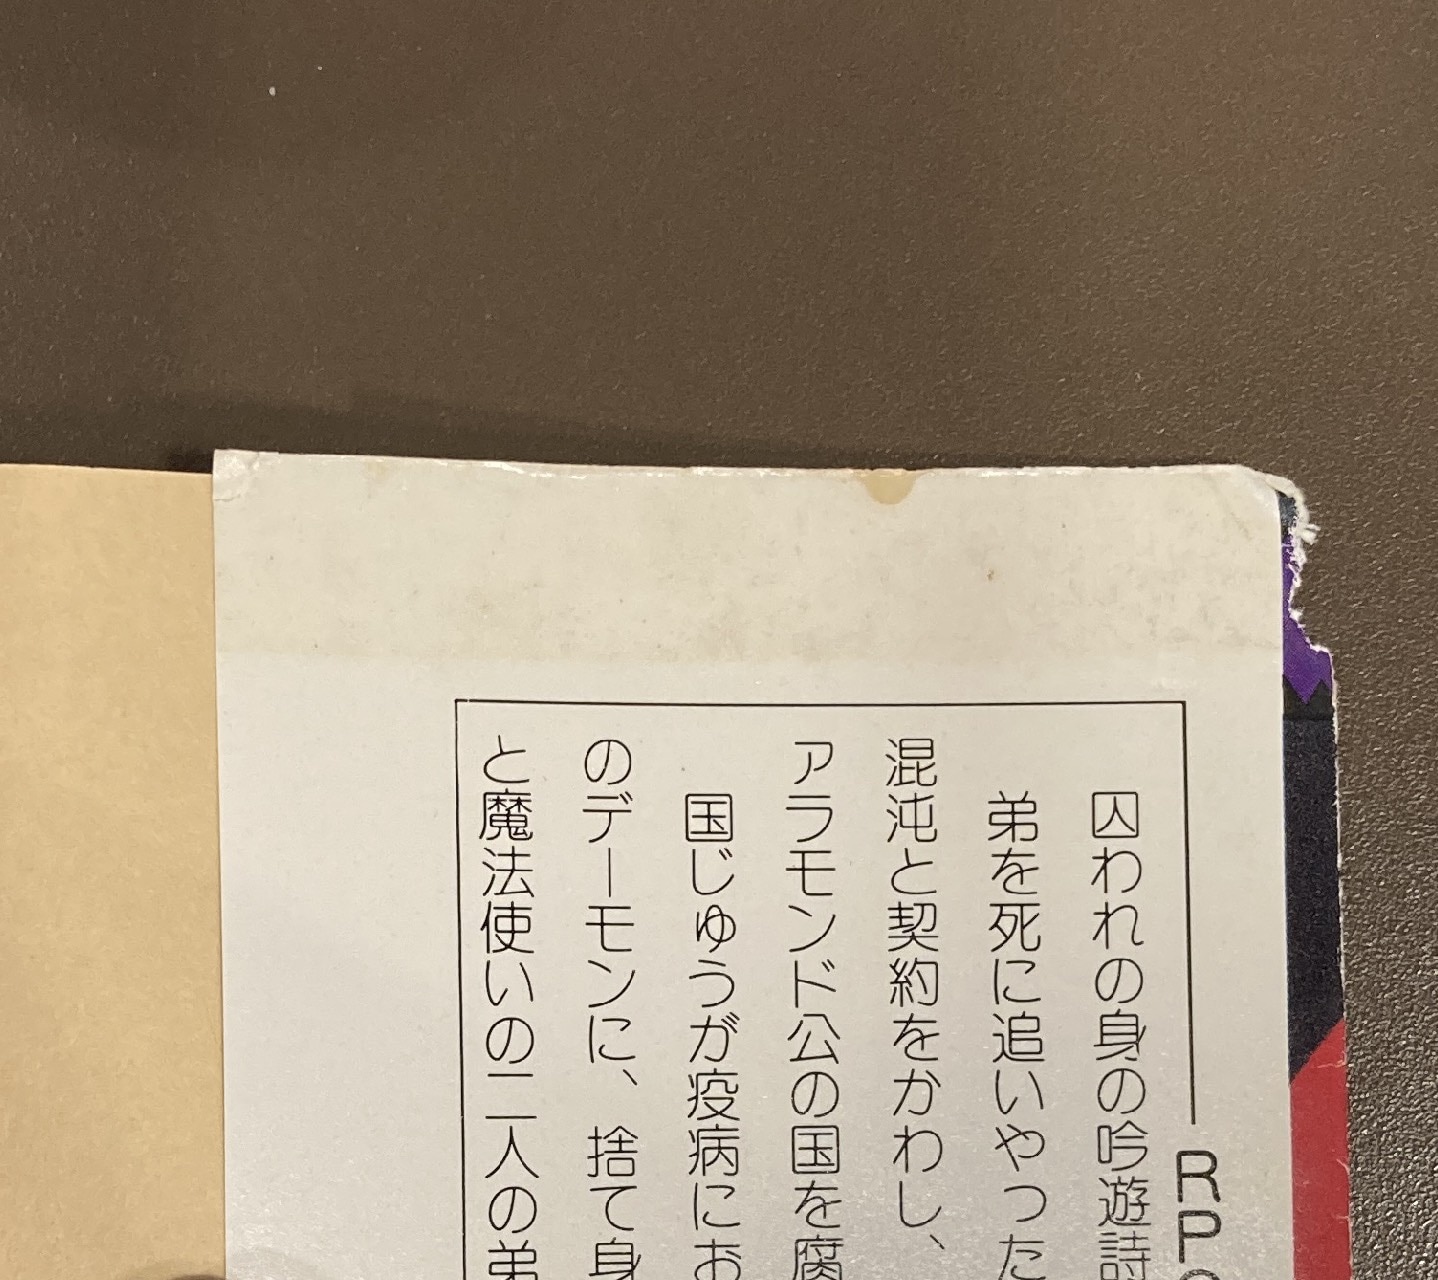 RP
囚われの身の吟遊詩
弟を死に追いやった
混沌と契約をかわし、
アラモンド公の国を腐
国じゅうが疫病にお
のデーモンに、捨て身
と魔法使いの二人の弟